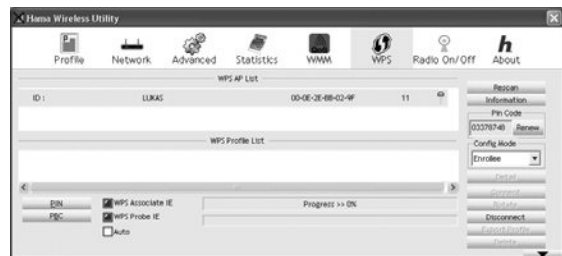 Hama Wireless Utility
Profile Network Advanced Statistics WMM WPS Radio On/Off About
WPS AP List
ID : LUKAS 00-0E-2E-BB-02-9F 11
Rescan
Information
Pin Code
03378748 Renew
WPS Profile List
Config Mode
Enrollee
Detail
Connect
Rotate
Disconnect
Export Profile
Delete
PIN WPS Associate IE Progress >> 0%
PBC WPS Probe IE
Auto